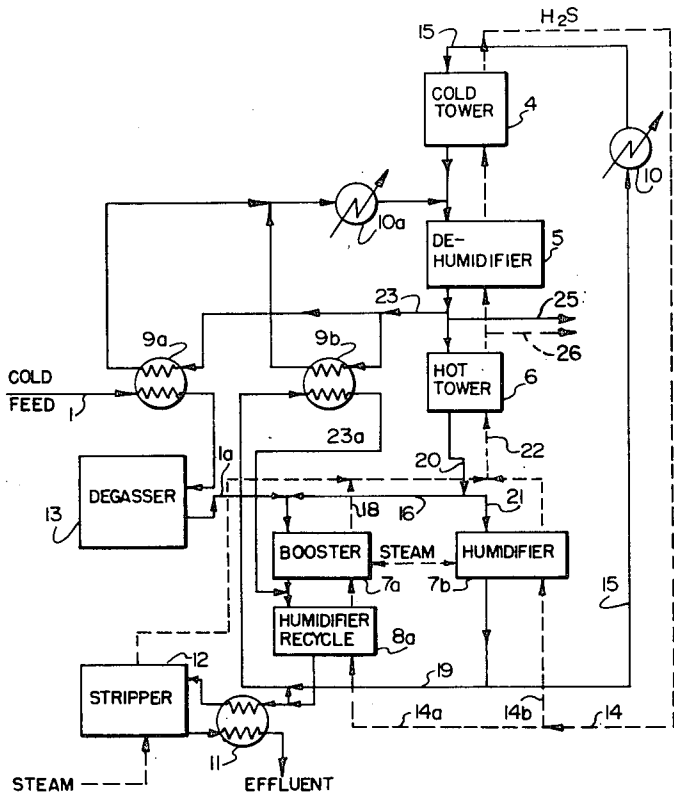 15
H2S
COLD
TOWER
4
10
10a
DE-
HUMIDIFIER
5
23
25
26
9a
9b
HOT
TOWER
6
COLD
FEED
1
22
23a
20
1a
21
DEGASSER
13
18
16
BOOSTER
STEAM
HUMIDIFIER
7a
7b
15
HUMIDIFIER
RECYCLE
8a
12
STRIPPER
19
14a
14b
14
11
STEAM
EFFLUENT